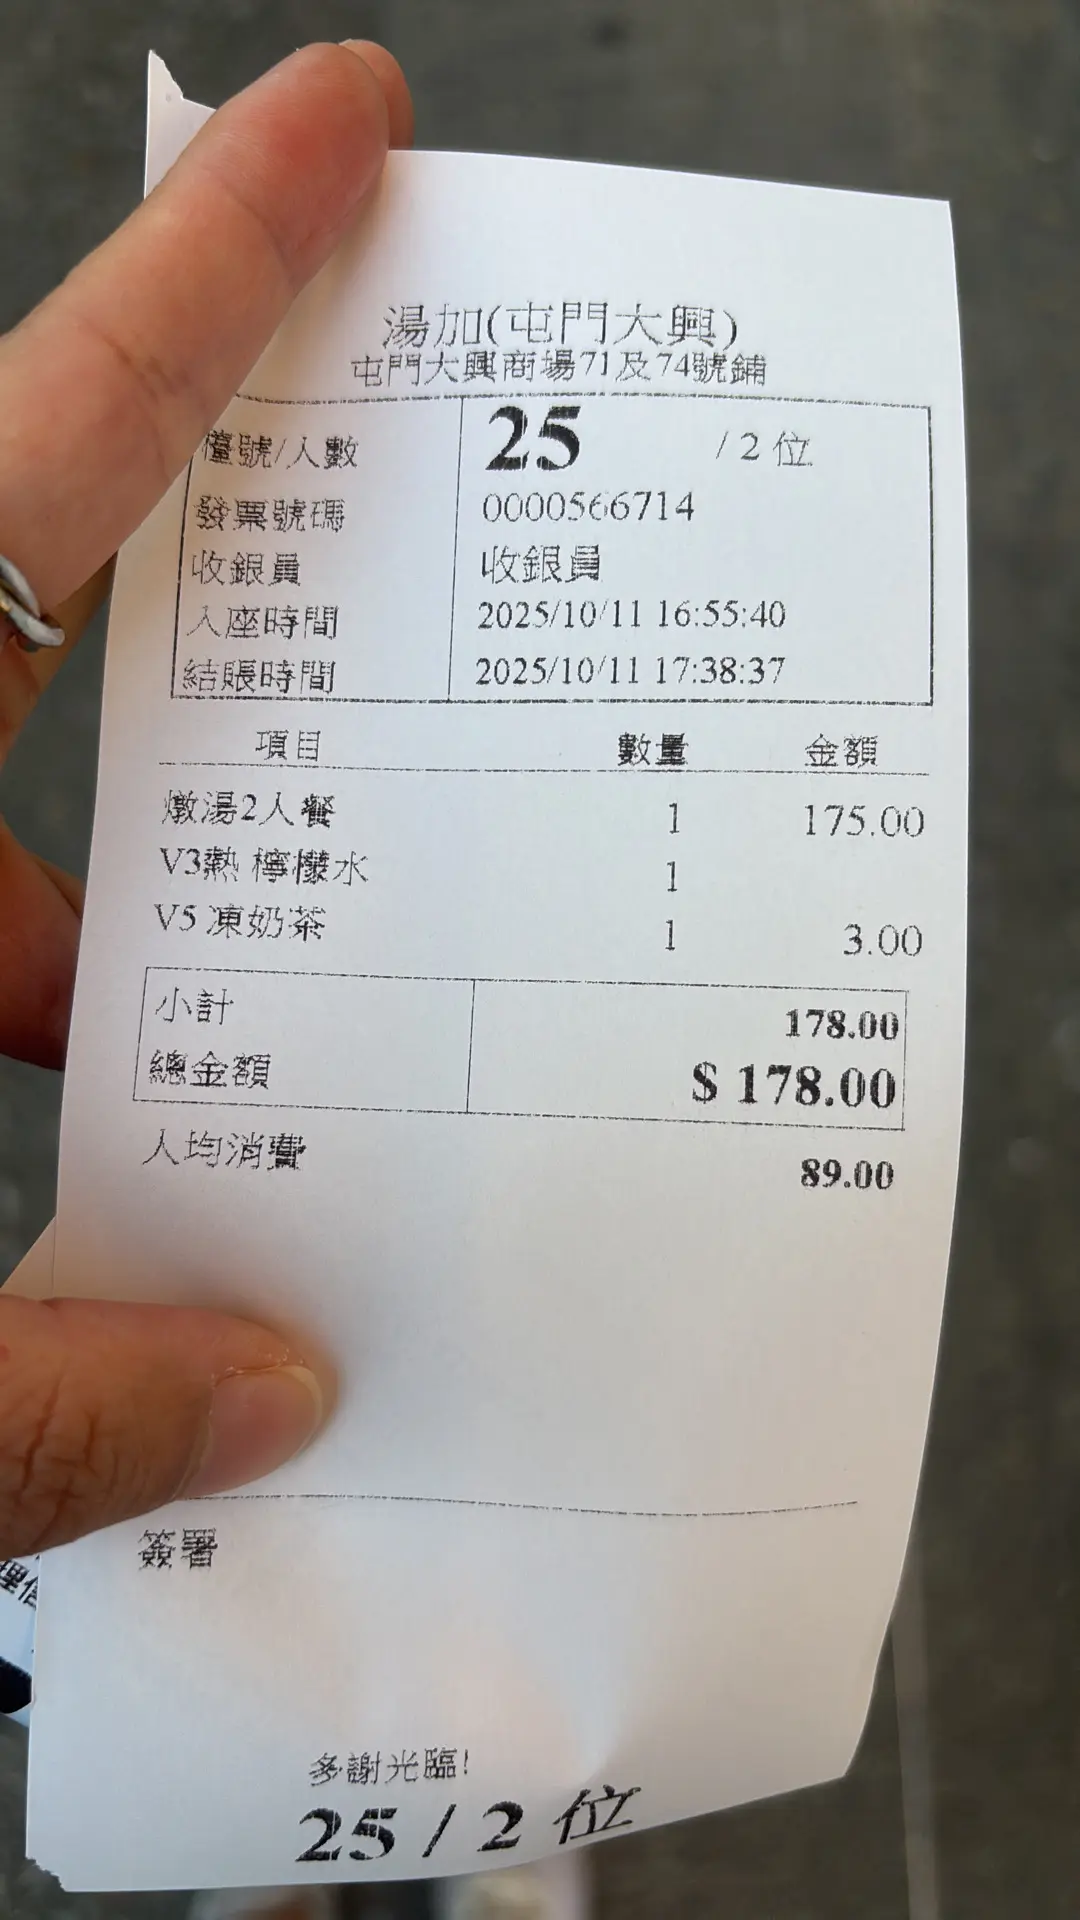 湯加(屯門大興)
屯門大興商場71及74號鋪
檯號/人數 25 / 2 位
發票號碼 0000566714
收銀員 收銀員
入座時間 2025/10/11 16:55:40
結賬時間 2025/10/11 17:38:37
項目 數量 金額
燉湯2人餐 1 175.00
V3熱 檸檬水 1
V5 凍奶茶 1 3.00
小計 178.00
總金額 $ 178.00
人均消費 89.00
簽署
理信
多謝光臨!
25 / 2 位